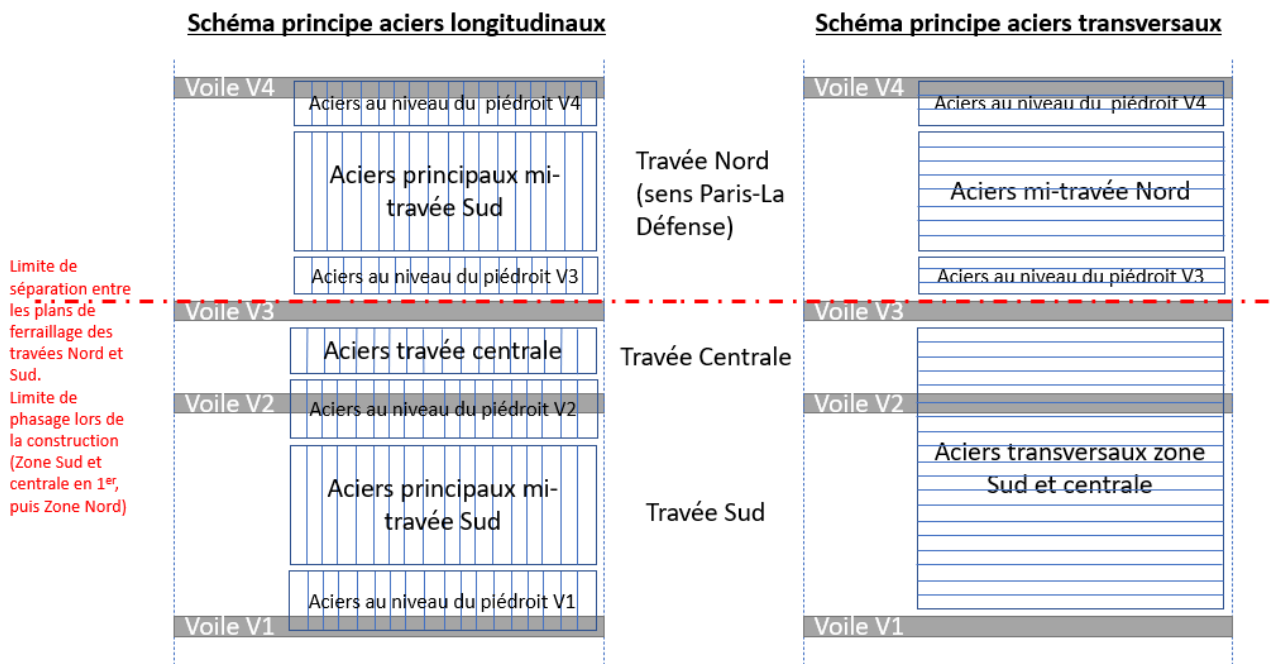 Schéma principe aciers longitudinaux
Schéma principe aciers transversaux
Voile V4
Aciers au niveau du piédroit V4
Aciers principaux mi-
travée Sud
Aciers au niveau du piédroit V3
Voile V3
Aciers travée centrale
Voile V2
Aciers au niveau du piédroit V2
Aciers principaux mi-
travée Sud
Aciers au niveau du piédroit V1
Voile V1
Limite de
séparation entre
les plans de
ferraillage des
travées Nord et
Sud.
Limite de
phasage lors de
la construction
(Zone Sud et
centrale en 1er,
puis Zone Nord)
Travée Nord
(sens Paris-La
Défense)
Travée Centrale
Travée Sud
Voile V4
Aciers au niveau du piédroit V4
Aciers mi-travée Nord
Aciers au niveau du piédroit V3
Voile V3
Voile V2
Aciers transversaux zone
Sud et centrale
Voile V1